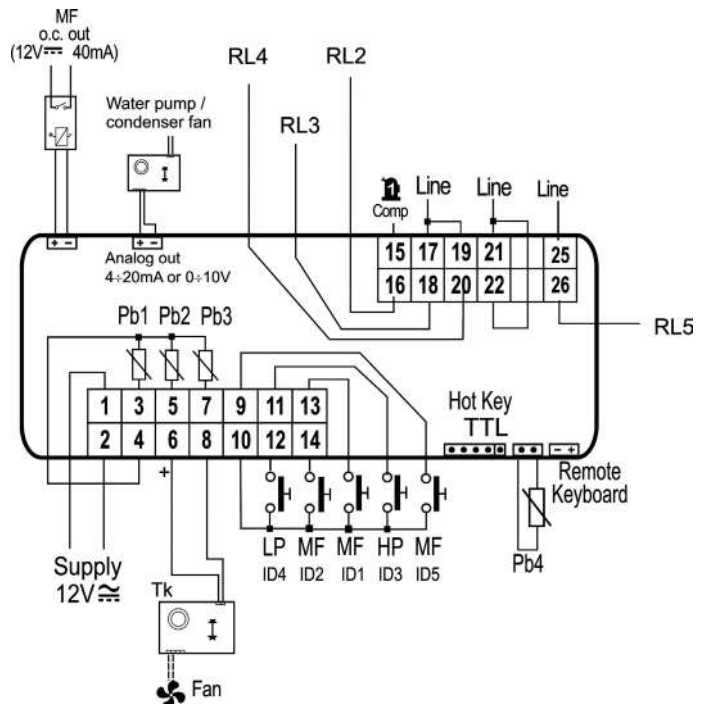 MF
o.c. out
(12V⎓ 40mA)
RL4
RL2
Water pump /
condenser fan
RL3
1
Line
Line
Line
Comp
15 17 19 21 25
16 18 20 22 26
+ -
+ -
Analog out
4÷20mA or 0÷10V
RL5
Pb1 Pb2 Pb3
1 3 5 7 9 11 13
2 4 6 8 10 12 14
Hot Key
TTL
- +
+
Remote
Keyboard
LP MF MF HP MF
ID4 ID2 ID1 ID3 ID5
Pb4
Supply
12V≂
Tk
Fan